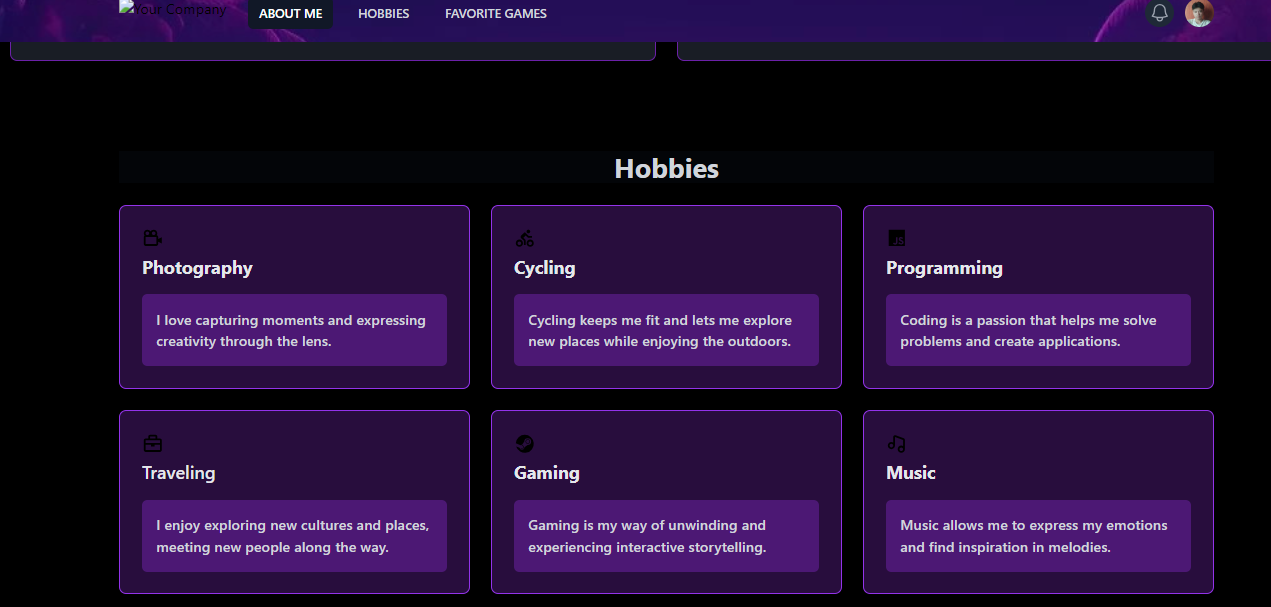 Your Company
ABOUT ME
HOBBIES
FAVORITE GAMES
Hobbies
Photography
I love capturing moments and expressing
creativity through the lens.
Cycling
Cycling keeps me fit and lets me explore
new places while enjoying the outdoors.
JS
Programming
Coding is a passion that helps me solve
problems and create applications.
Traveling
I enjoy exploring new cultures and places,
meeting new people along the way.
Gaming
Gaming is my way of unwinding and
experiencing interactive storytelling.
Music
Music allows me to express my emotions
and find inspiration in melodies.